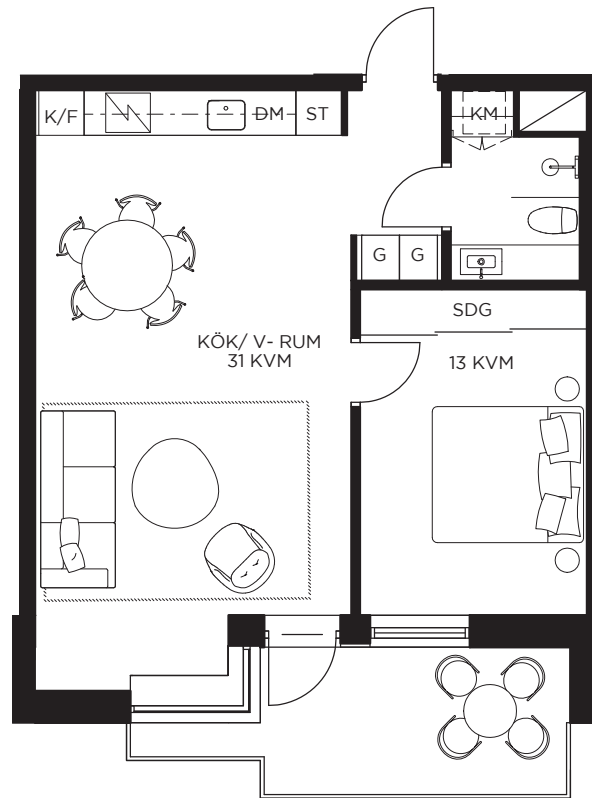 K/F
DM
ST
KM
G
G
SDG
KÖK/ V- RUM
31 KVM
13 KVM